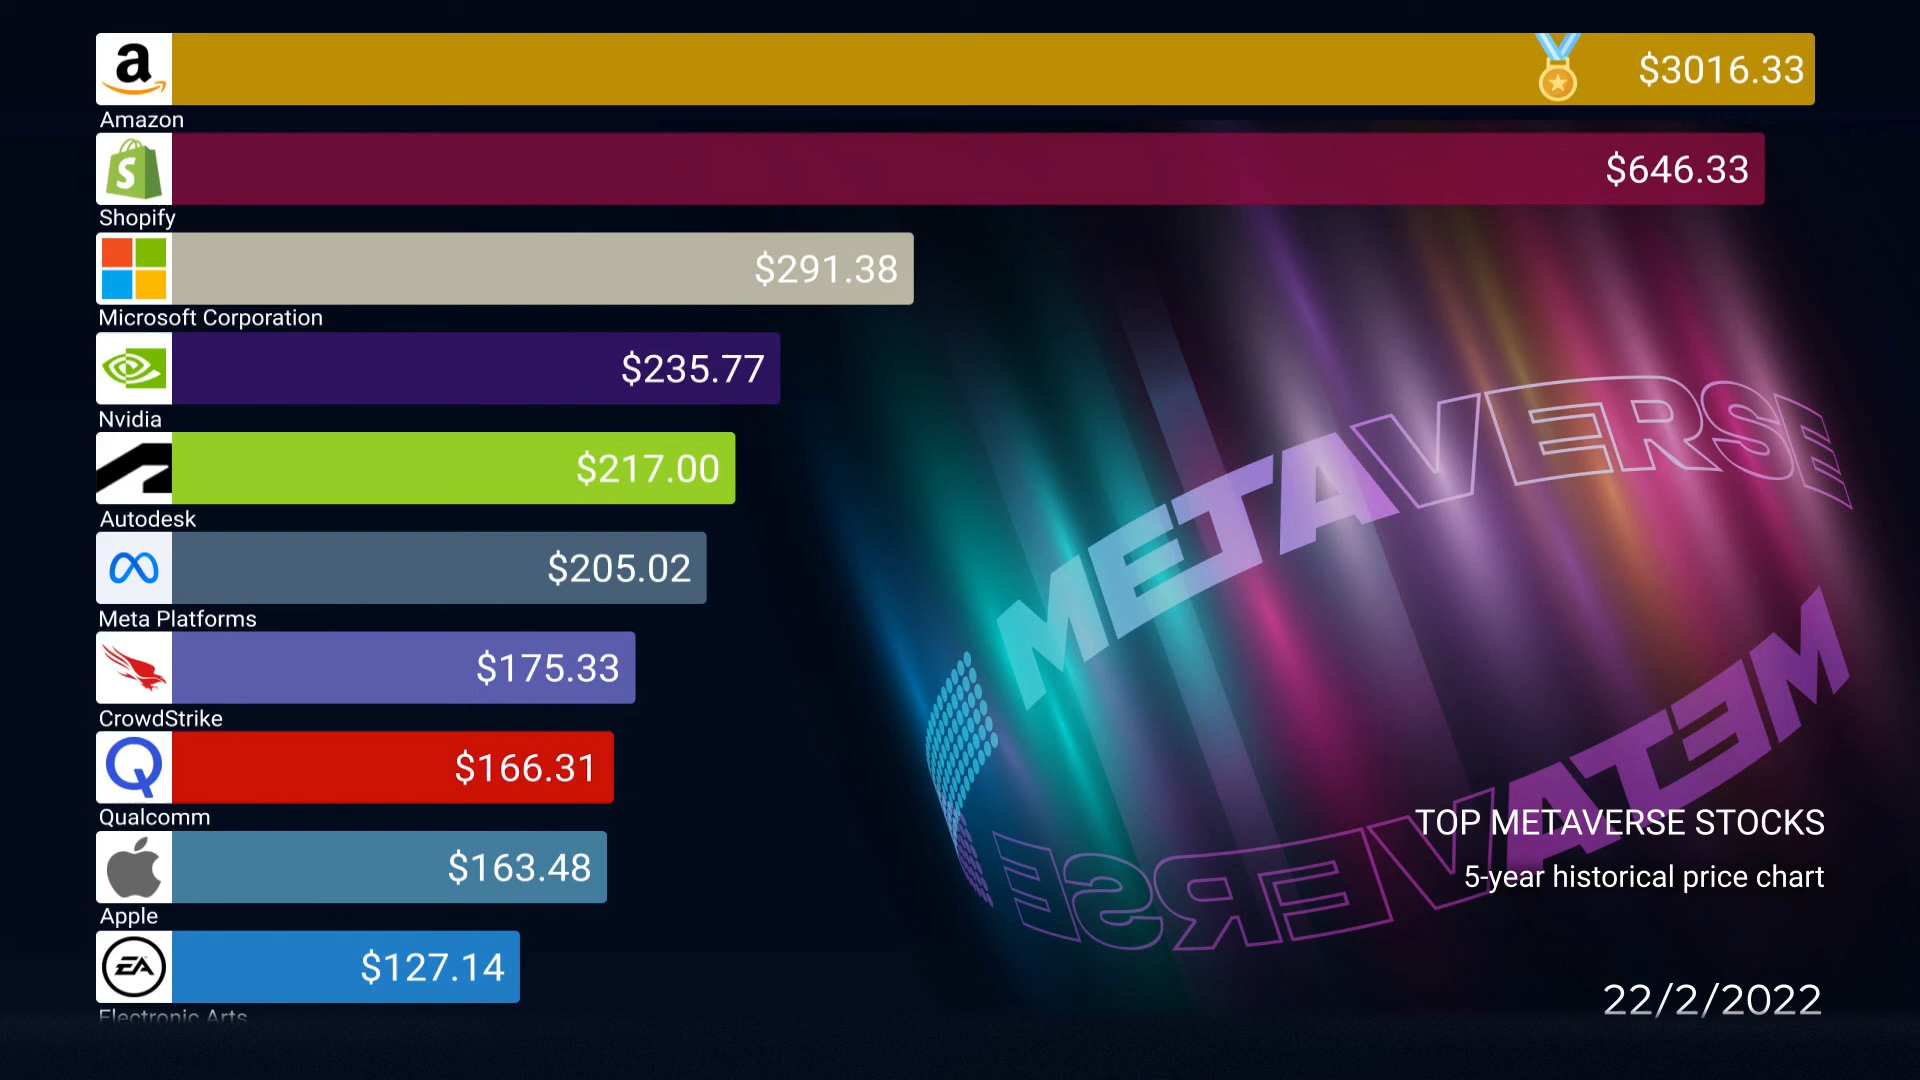 a
$3016.33
Amazon
S
$646.33
Shopify
$291.38
Microsoft Corporation
$235.77
Nvidia
$217.00
Autodesk
$205.02
Meta Platforms
$175.33
CrowdStrike
$166.31
Qualcomm
$163.48
Apple
EA
$127.14
Electronic Arts
METAVERSE
METAVERSE
TOP METAVERSE STOCKS
5-year historical price chart
22/2/2022